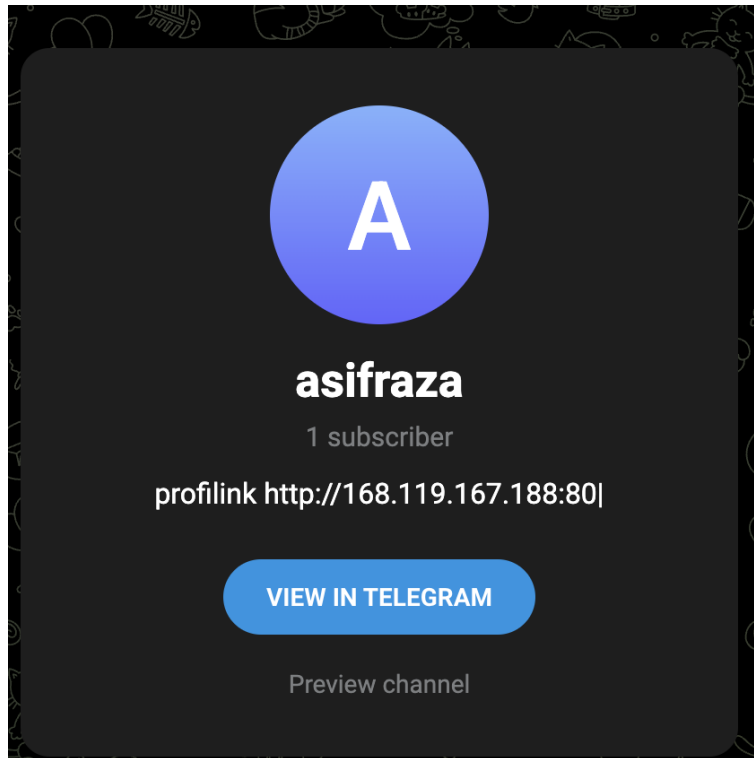 A
asifraza
1 subscriber
profilink http://168.119.167.188:80|
VIEW IN TELEGRAM
Preview channel